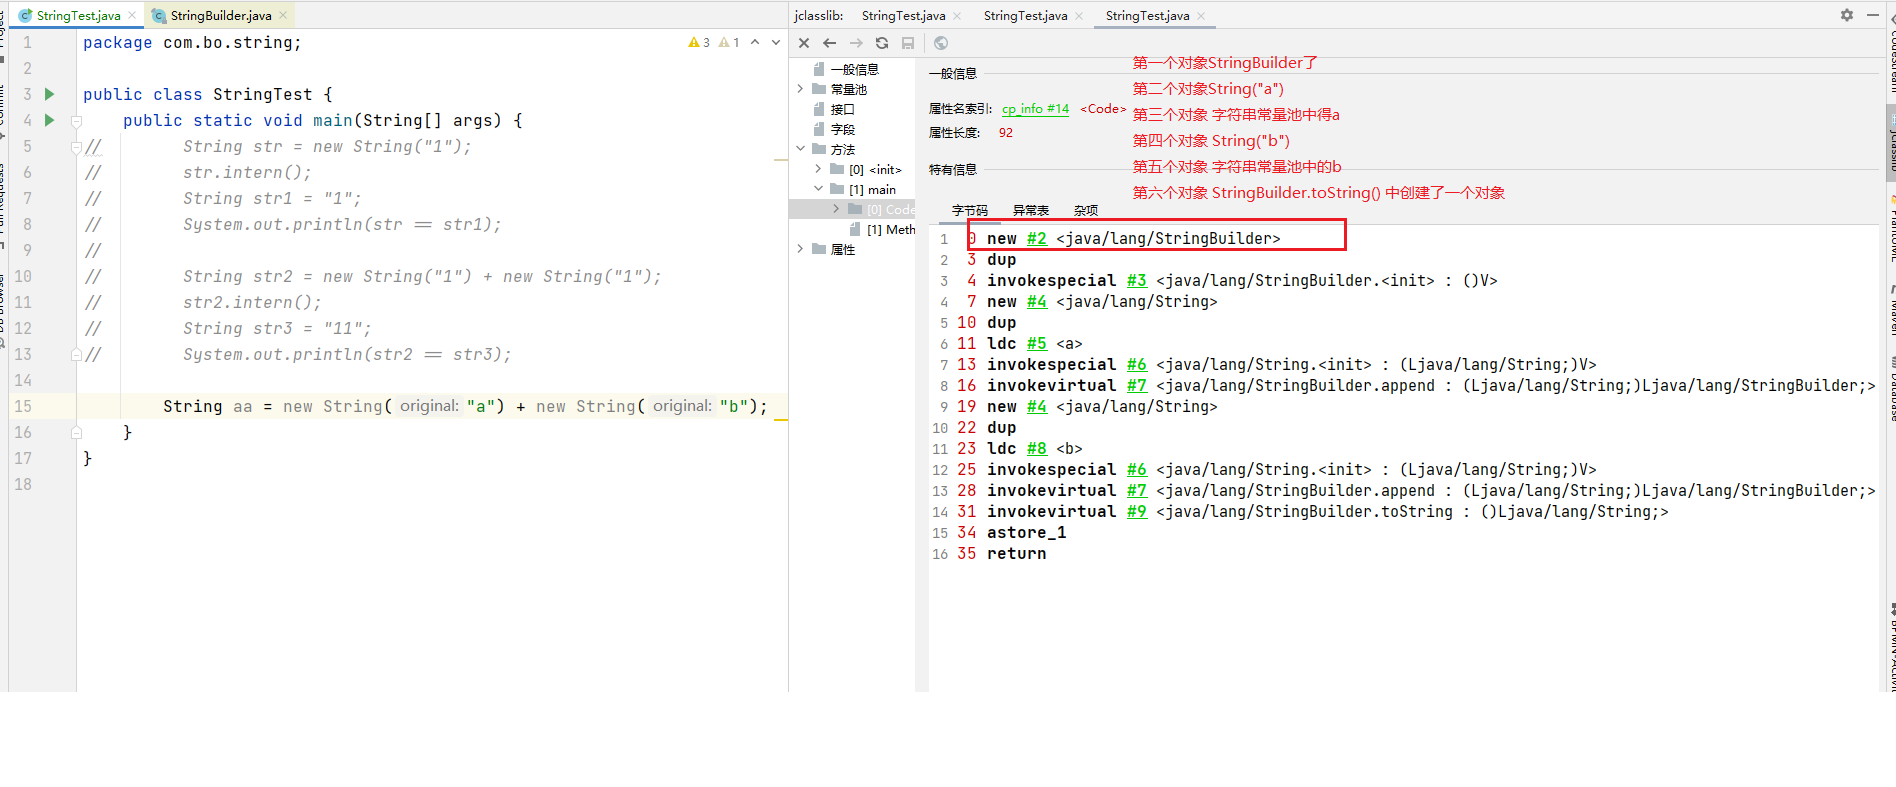 StringTest.java
StringBuilder.java
1 package com.bo.string;
3 1
2
3 public class StringTest {
4 public static void main(String[] args) {
5 // String str = new String("1");
6 // str.intern();
7 // String str1 = "1";
8 // System.out.println(str == str1);
9 //
10 // String str2 = new String("1") + new String("1");
11 // str2.intern();
12 // String str3 = "11";
13 // System.out.println(str2 == str3);
14
15 String aa = new String( original: "a") + new String( original: "b");
16 }
17 }
18
jclasslib: StringTest.java StringTest.java StringTest.java
一般信息
常量池
接口
字段
方法
[0] <init>
[1] main
[0] Code
[1] Meth
属性
一般信息
属性名索引: cp_info #14 <Code>
属性长度: 92
特有信息
第一个对象StringBuilder了
第二个对象String("a")
第三个对象 字符串常量池中得a
第四个对象 String("b")
第五个对象 字符串常量池中的b
第六个对象 StringBuilder.toString() 中创建了一个对象
字节码 异常表 杂项
1 0 new #2 <java/lang/StringBuilder>
2 3 dup
3 4 invokespecial #3 <java/lang/StringBuilder.<init> : ()V>
4 7 new #4 <java/lang/String>
5 10 dup
6 11 ldc #5 <a>
7 13 invokespecial #6 <java/lang/String.<init> : (Ljava/lang/String;)V>
8 16 invokevirtual #7 <java/lang/StringBuilder.append : (Ljava/lang/String;)Ljava/lang/StringBuilder;>
9 19 new #4 <java/lang/String>
10 22 dup
11 23 ldc #8 <b>
12 25 invokespecial #6 <java/lang/String.<init> : (Ljava/lang/String;)V>
13 28 invokevirtual #7 <java/lang/StringBuilder.append : (Ljava/lang/String;)Ljava/lang/StringBuilder;>
14 31 invokevirtual #9 <java/lang/StringBuilder.toString : ()Ljava/lang/String;>
15 34 astore_1
16 35 return